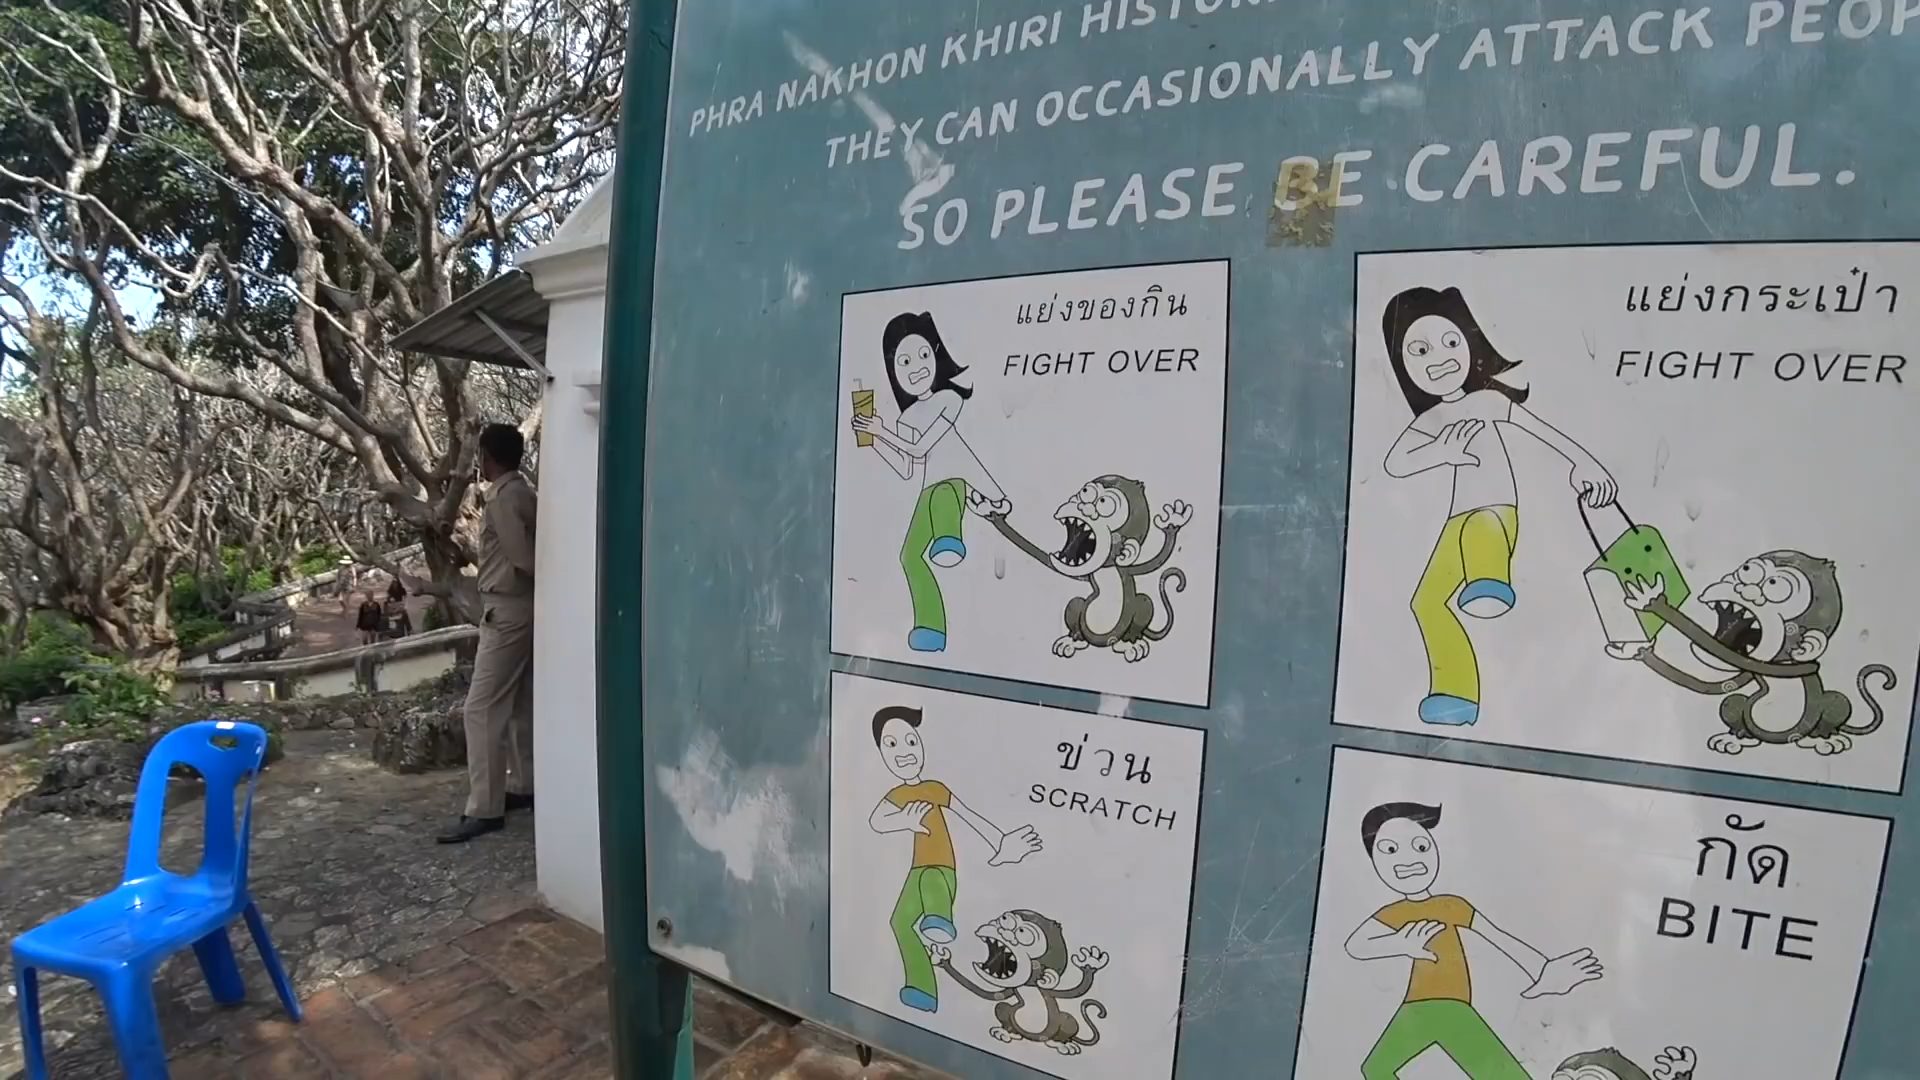 PHRA NAKHON KHIRI
THEY CAN OCCASIONALLY ATTACK
SO PLEASE BE CAREFUL.
แย่งของกิน
FIGHT OVER
แย่งกระเป๋า
FIGHT OVER
ข่วน
SCRATCH
กัด
BITE